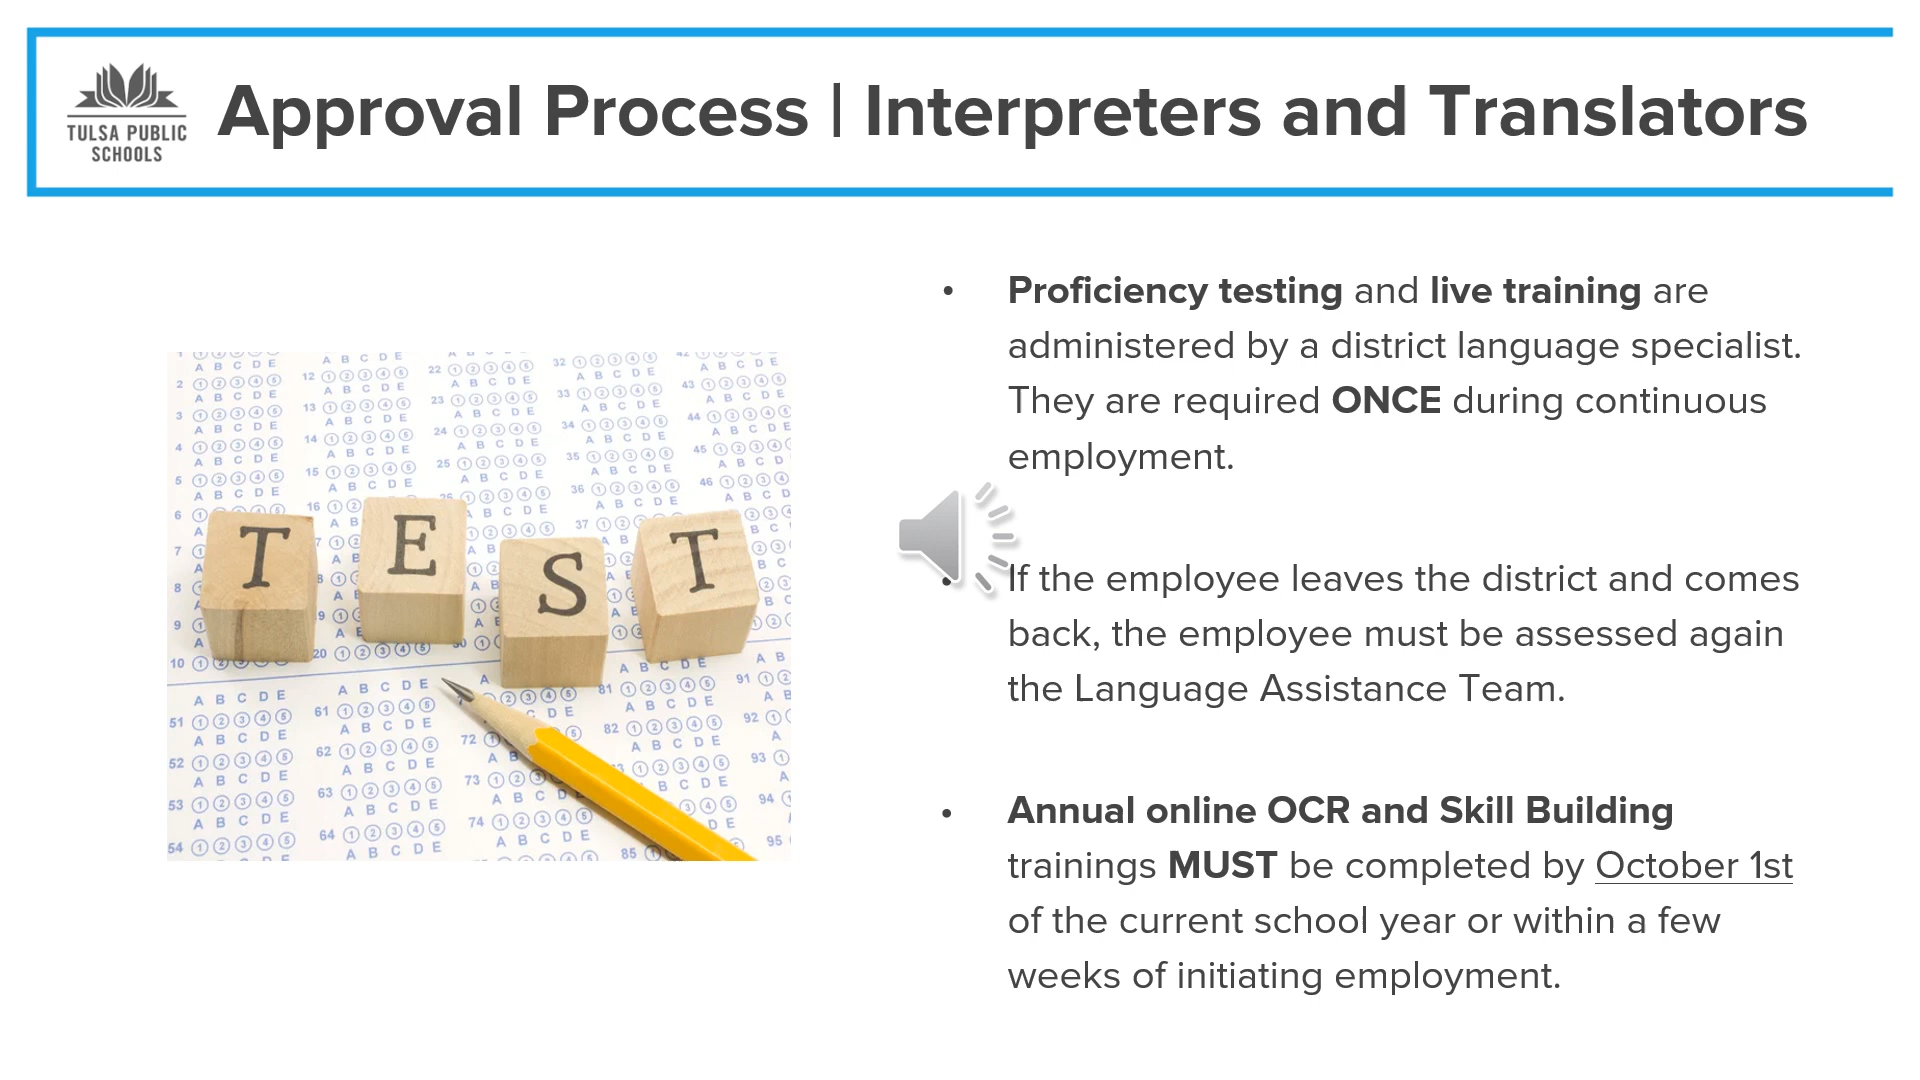 TULSA PUBLIC
SCHOOLS
Approval Process | Interpreters and Translators
• Proficiency testing and live training are
administered by a district language specialist.
They are required ONCE during continuous
employment.
• If the employee leaves the district and comes
back, the employee must be assessed again
the Language Assistance Team.
• Annual online OCR and Skill Building
trainings MUST be completed by October 1st
of the current school year or within a few
weeks of initiating employment.
T E S T